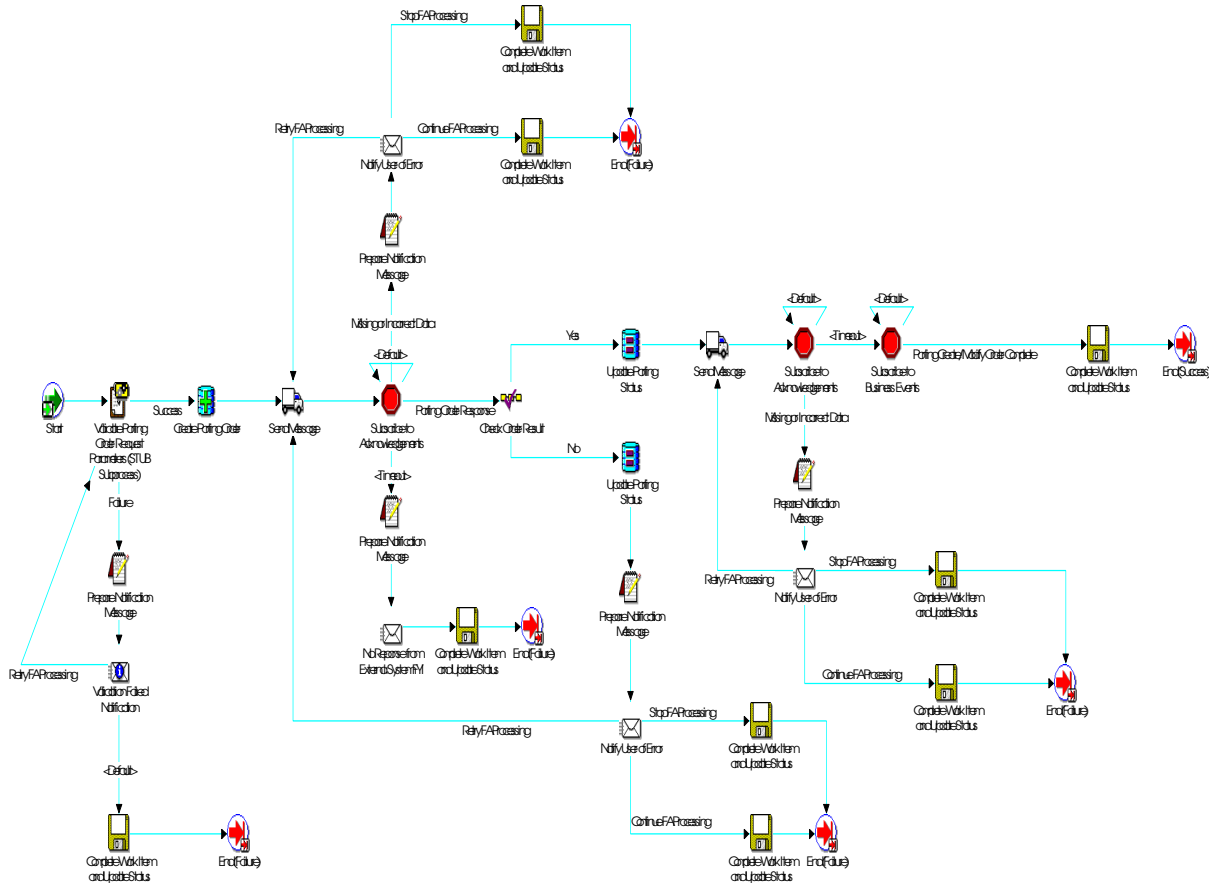 Stop FA Processing
Complete Work Item
and Update Status
Retry FA Processing
Continue FA Processing
Notify User of Error
Complete Work Item
and Update Status
End (Failure)
Prepare Notification
Message
Missing or Incorrect Data
<Default>
<Default>
<Default>
Yes
<Timeout>
Porting Create/Modify Order Complete
Update Porting
Status
Send Message
Subscribe to
Acknowledgements
Subscribe to
Business Events
Complete Work Item
and Update Status
End (Success)
Start
Validate Porting
Order Request
Parameters (STUB
Subprocess)
Success
Create Porting Order
Send Message
Subscribe to
Acknowledgements
Porting Order Response
Check Order Result
Missing or Incorrect Data
No
Update Porting
Status
<Timeout>
Failure
Prepare Notification
Message
Prepare Notification
Message
Prepare Notification
Message
Prepare Notification
Message
Stop FA Processing
Retry FA Processing
Notify User of Error
Complete Work Item
and Update Status
No Reponse from
External System FYI
Complete Work Item
and Update Status
End (Failure)
Retry FA Processing
Validation Failed
Notification
Continue FA Processing
Complete Work Item
and Update Status
End (Failure)
Retry FA Processing
Stop FA Processing
Notify User of Error
Complete Work Item
and Update Status
<Default>
Continue FA Processing
Complete Work Item
and Update Status
End (Failure)
Complete Work Item
and Update Status
End (Failure)